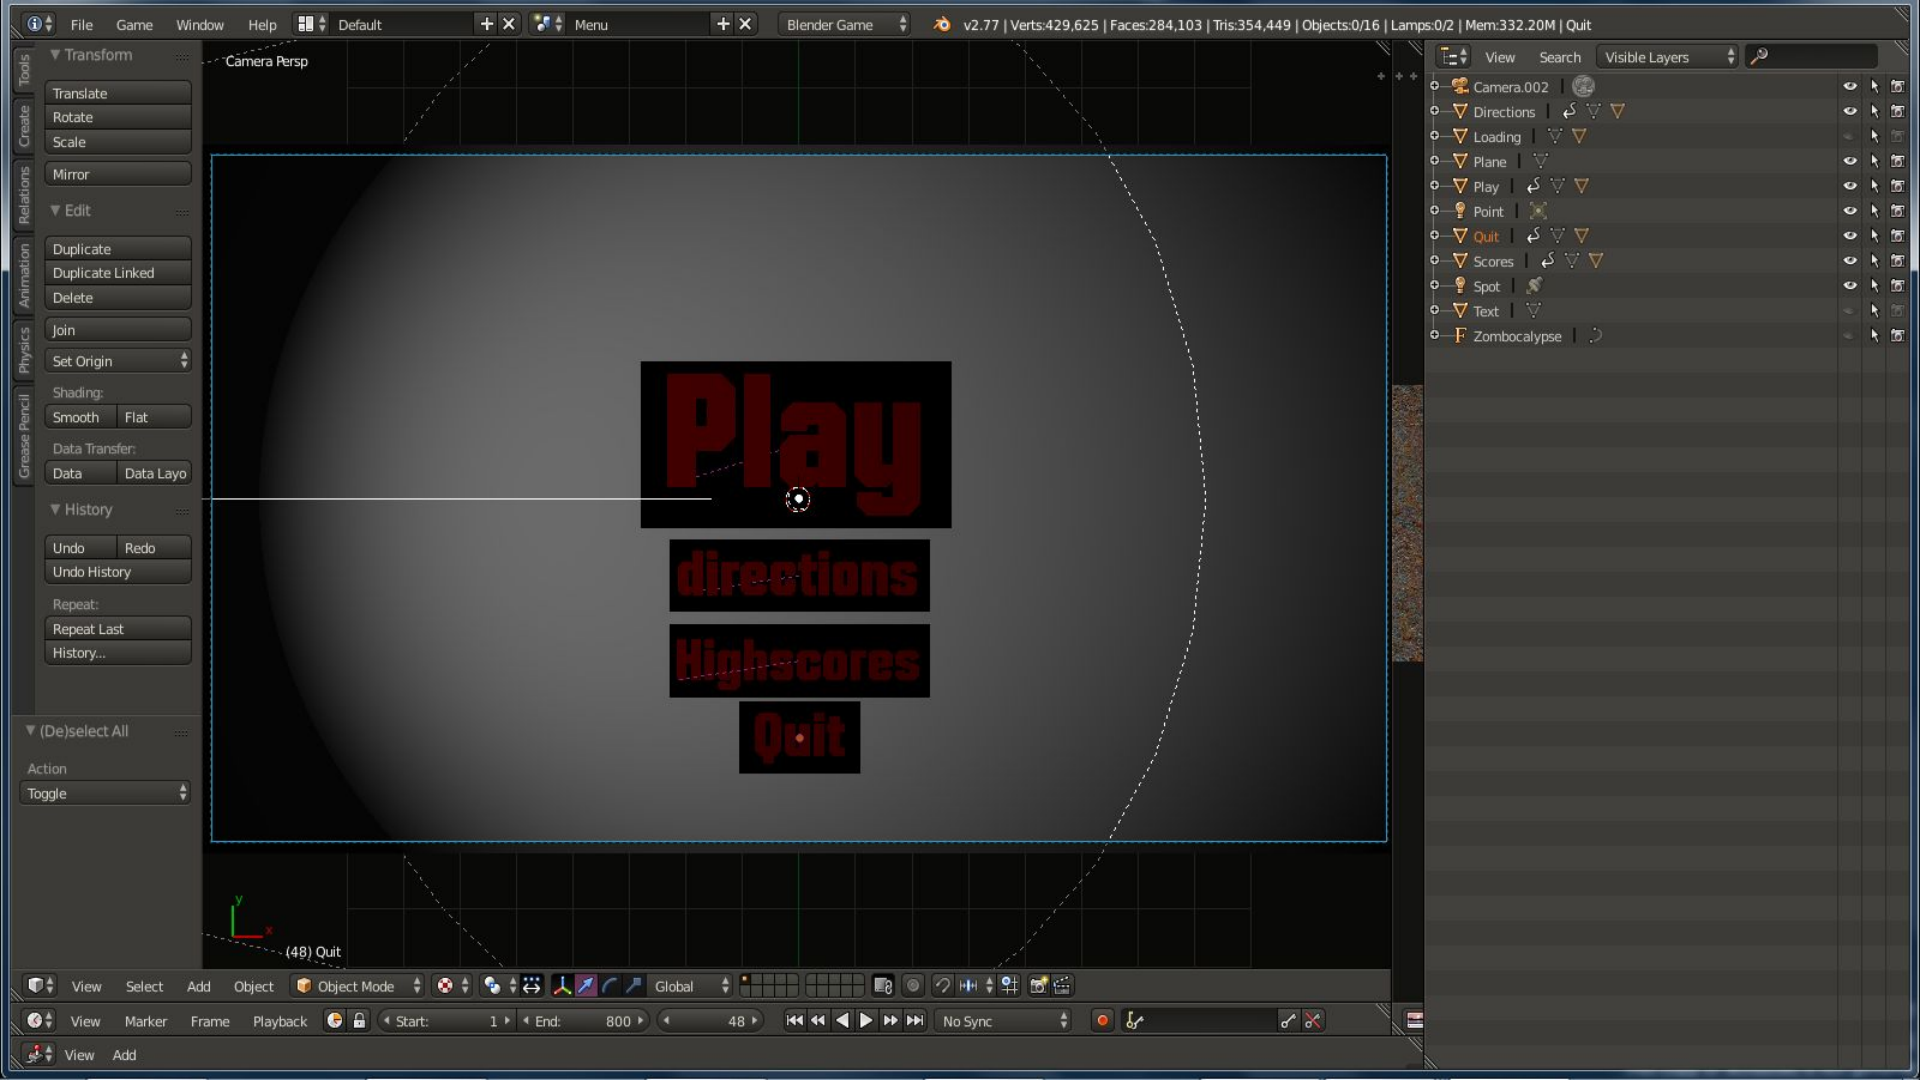 File Game Window Help Default Menu Blender Game v2.77 | Verts:429,625 | Faces:284,103 | Tris:354,449 | Objects:0/16 | Lamps:0/2 | Mem:332.20M | Quit
Tools
Create
Relations
Animation
Physics
Grease Pencil
Transform
Translate
Rotate
Scale
Mirror
Edit
Duplicate
Duplicate Linked
Delete
Join
Set Origin
Shading:
Smooth Flat
Data Transfer:
Data Data Layo
History
Undo Redo
Undo History
Repeat:
Repeat Last
History...
(De)select All
Action
Toggle
Camera Persp
Play
directions
Highscores
Quit
y
x
(48) Quit
View Search Visible Layers
Camera.002
Directions
Loading
Plane
Play
Point
Quit
Scores
Spot
Text
Zombocalypse
View Select Add Object Object Mode Global
View Marker Frame Playback Start: 1 End: 800 48 No Sync
View Add